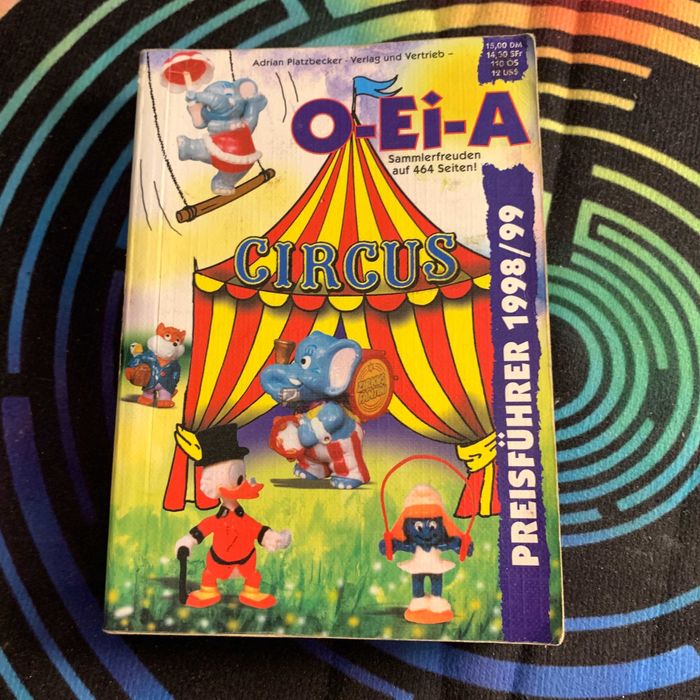 Adrian Platzbecker · Verlag und Vertrieb –
15,00 DM
14,50 SFr
110 ÖS
12 US$
O-Ei-A
Sammlerfreuden
auf 464 Seiten!
CIRCUS
PREISFÜHRER 1998/99